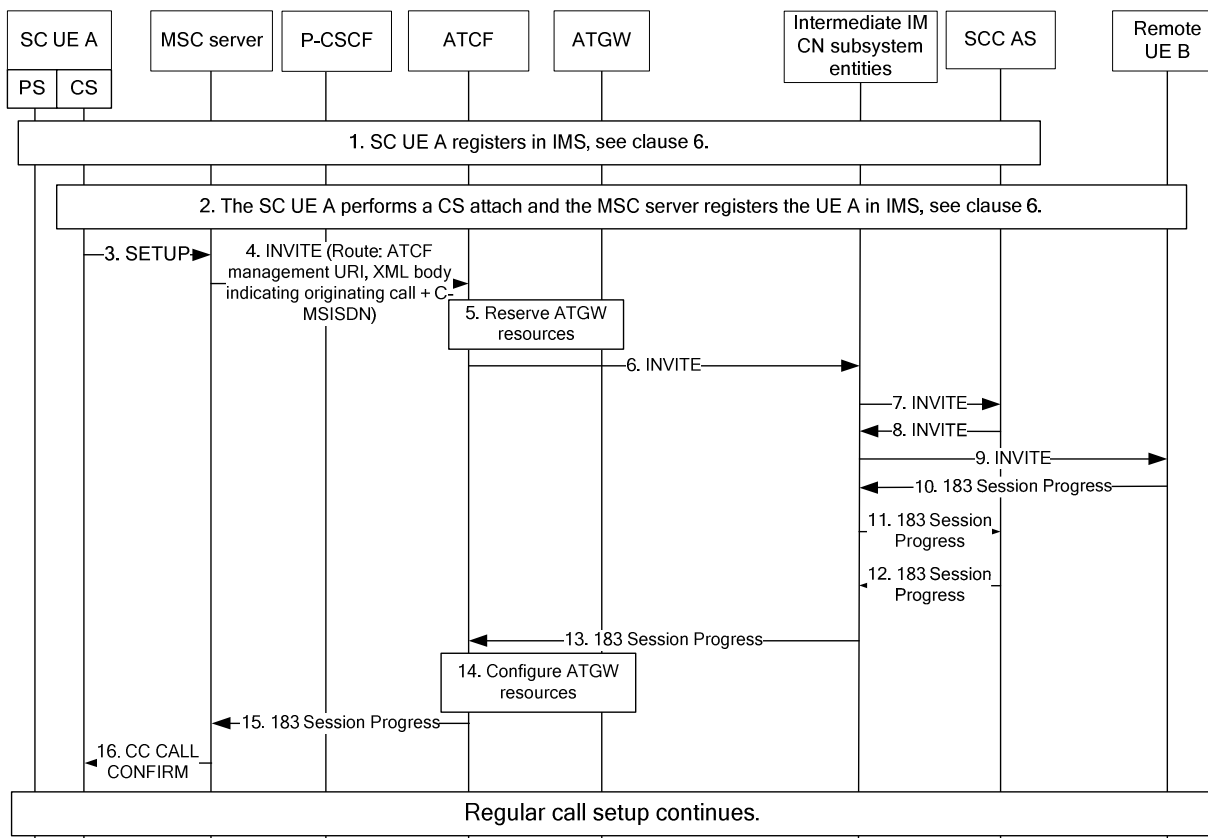 SC UE A
MSC server
P-CSCF
ATCF
ATGW
Intermediate IM
CN subsystem
entities
SCC AS
Remote
UE B
PS
CS
1. SC UE A registers in IMS, see clause 6.
2. The SC UE A performs a CS attach and the MSC server registers the UE A in IMS, see clause 6.
3. SETUP
4. INVITE (Route: ATCF
management URI, XML body
indicating originating call + C-
MSISDN)
5. Reserve ATGW
resources
6. INVITE
7. INVITE
8. INVITE
9. INVITE
10. 183 Session Progress
11. 183 Session
Progress
12. 183 Session
Progress
13. 183 Session Progress
14. Configure ATGW
resources
15. 183 Session Progress
16. CC CALL
CONFIRM
Regular call setup continues.